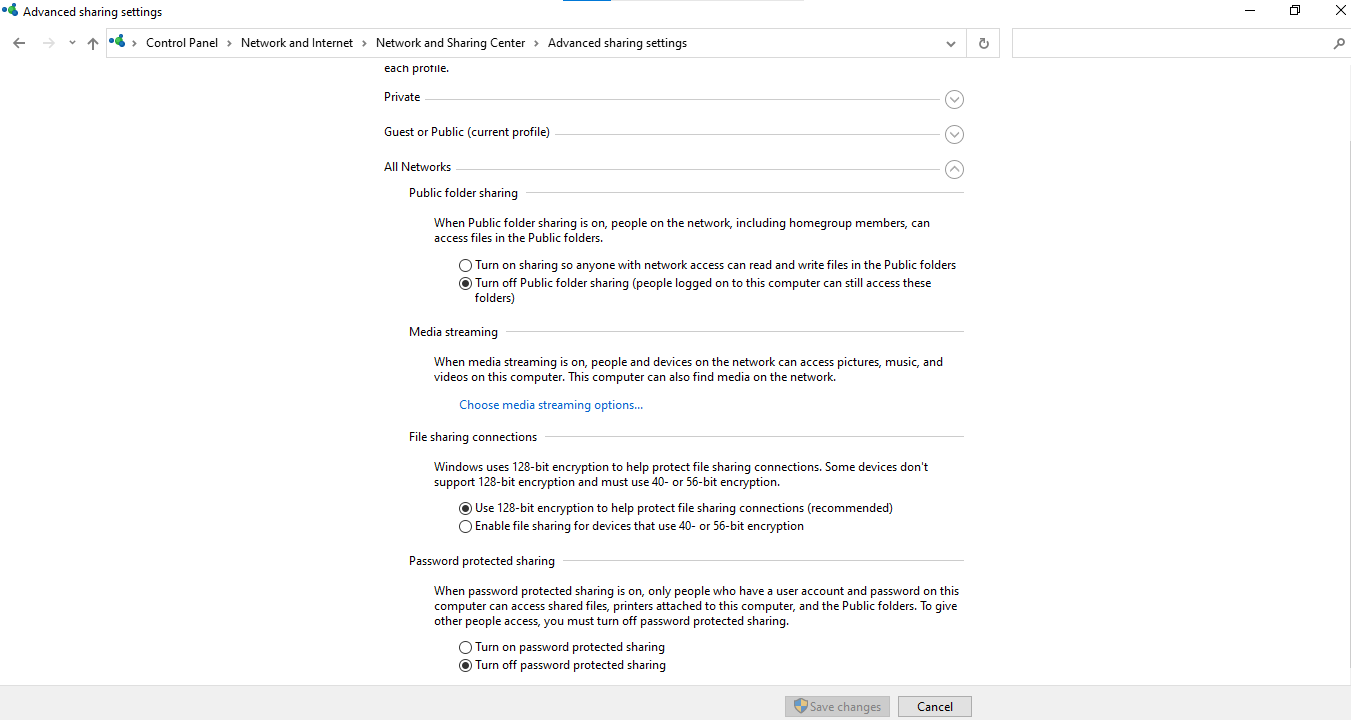 Advanced sharing settings
Control Panel > Network and Internet > Network and Sharing Center > Advanced sharing settings
each profile.
Private
Guest or Public (current profile)
All Networks
Public folder sharing
When Public folder sharing is on, people on the network, including homegroup members, can
access files in the Public folders.
Turn on sharing so anyone with network access can read and write files in the Public folders
Turn off Public folder sharing (people logged on to this computer can still access these
folders)
Media streaming
When media streaming is on, people and devices on the network can access pictures, music, and
videos on this computer. This computer can also find media on the network.
Choose media streaming options...
File sharing connections
Windows uses 128-bit encryption to help protect file sharing connections. Some devices don't
support 128-bit encryption and must use 40- or 56-bit encryption.
Use 128-bit encryption to help protect file sharing connections (recommended)
Enable file sharing for devices that use 40- or 56-bit encryption
Password protected sharing
When password protected sharing is on, only people who have a user account and password on this
computer can access shared files, printers attached to this computer, and the Public folders. To give
other people access, you must turn off password protected sharing.
Turn on password protected sharing
Turn off password protected sharing
Save changes
Cancel